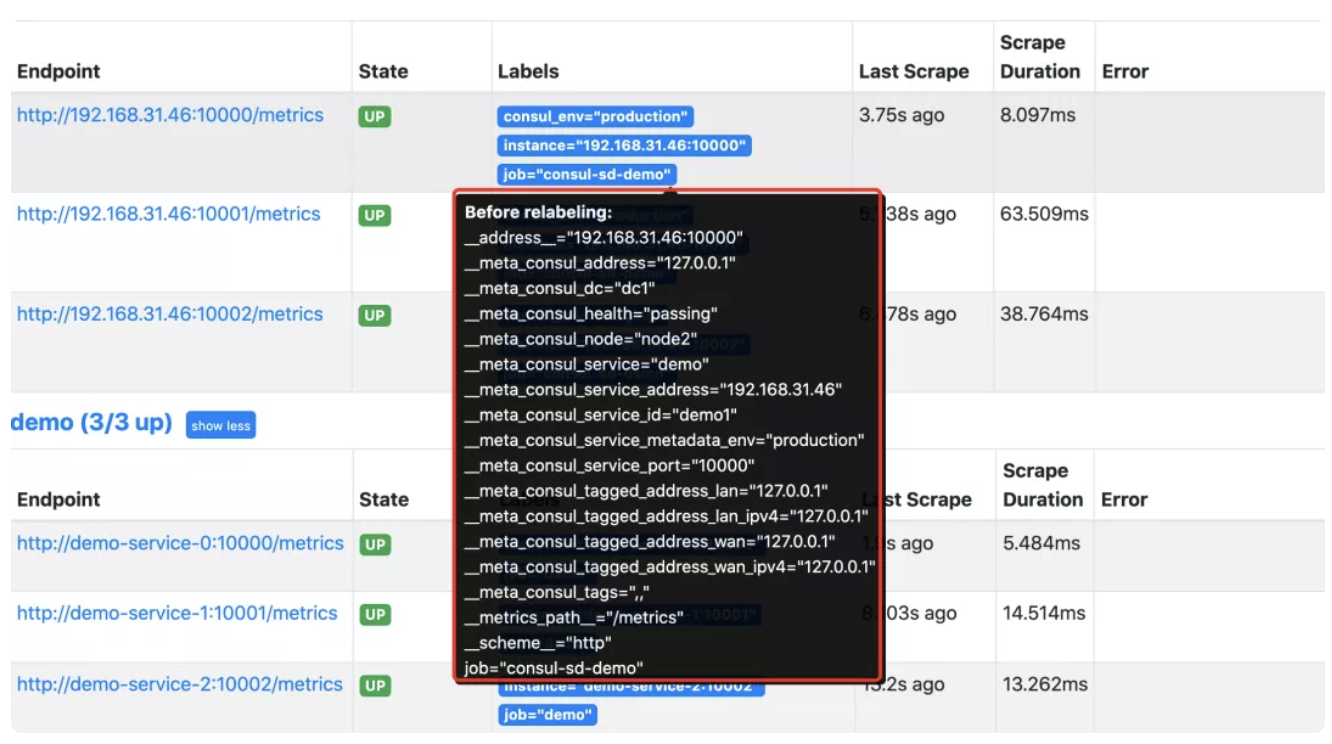 Endpoint State Labels Last Scrape Scrape Duration Error
http://192.168.31.46:10000/metrics UP consul_env="production" 3.75s ago 8.097ms
instance="192.168.31.46:10000"
job="consul-sd-demo"
http://192.168.31.46:10001/metrics UP 38s ago 63.509ms
http://192.168.31.46:10002/metrics UP 78s ago 38.764ms
Before relabeling:
__address__="192.168.31.46:10000"
__meta_consul_address="127.0.0.1"
__meta_consul_dc="dc1"
__meta_consul_health="passing"
__meta_consul_node="node2"
__meta_consul_service="demo"
__meta_consul_service_address="192.168.31.46"
__meta_consul_service_id="demo1"
__meta_consul_service_metadata_env="production"
__meta_consul_service_port="10000"
__meta_consul_tagged_address_lan="127.0.0.1"
__meta_consul_tagged_address_lan_ipv4="127.0.0.1"
__meta_consul_tagged_address_wan="127.0.0.1"
__meta_consul_tagged_address_wan_ipv4="127.0.0.1"
__meta_consul_tags=",,"
__metrics_path__="/metrics"
__scheme__="http"
job="consul-sd-demo"
demo (3/3 up) show less
Endpoint State Labels Last Scrape Scrape Duration Error
http://demo-service-0:10000/metrics UP s ago 5.484ms
http://demo-service-1:10001/metrics UP 03s ago 14.514ms
http://demo-service-2:10002/metrics UP instance="demo-service-2:10002" 13.2s ago 13.262ms
job="demo"